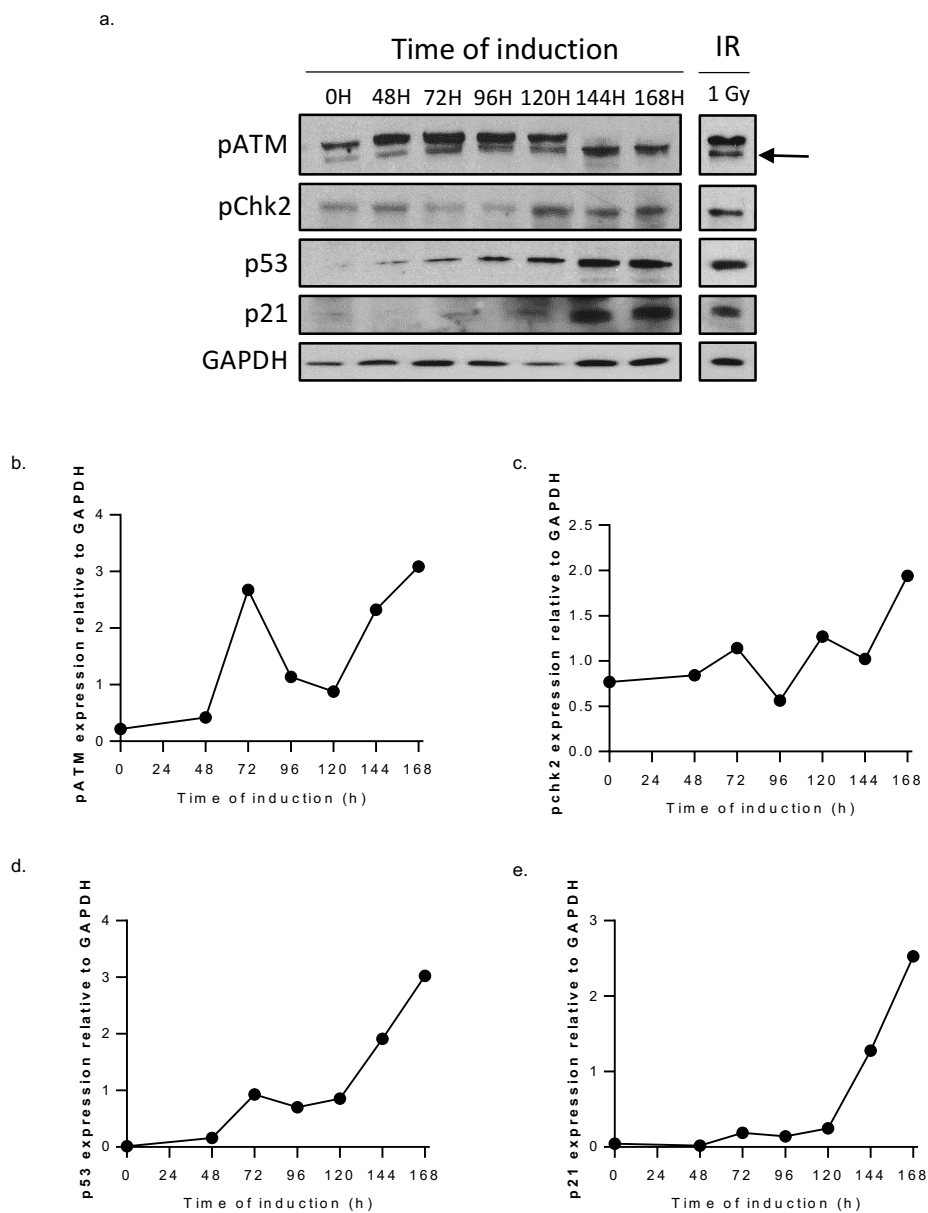 a.
Time of induction
IR
0H 48H 72H 96H 120H 144H 168H
1 Gy
pATM
pChk2
p53
p21
GAPDH
b.
pATM expression relative to GAPDH
4
3
2
1
0
0 24 48 72 96 120 144 168
Time of induction (h)
c.
pchk2 expression relative to GAPDH
2.5
2.0
1.5
1.0
0.5
0.0
0 24 48 72 96 120 144 168
Time of induction (h)
d.
p53 expression relative to GAPDH
4
3
2
1
0
0 24 48 72 96 120 144 168
Time of induction (h)
e.
p21 expression relative to GAPDH
3
2
1
0
0 24 48 72 96 120 144 168
Time of induction (h)